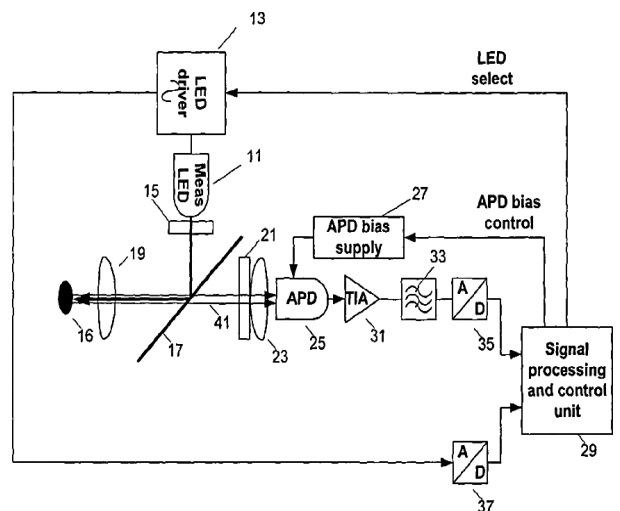 13
LED
driver
LED
select
Meas
LED
11
15
27
APD bias
supply
APD bias
control
19
21
33
APD
TIA
A
D
16
17
41
23
25
31
35
Signal
processing
and control
unit
29
A
D
37